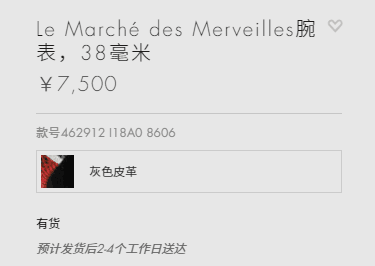 Le Marché des Merveilles腕
表，38毫米
￥7,500
款号462912 I18A0 8606
灰色皮革
有货
预计发货后2-4个工作日送达